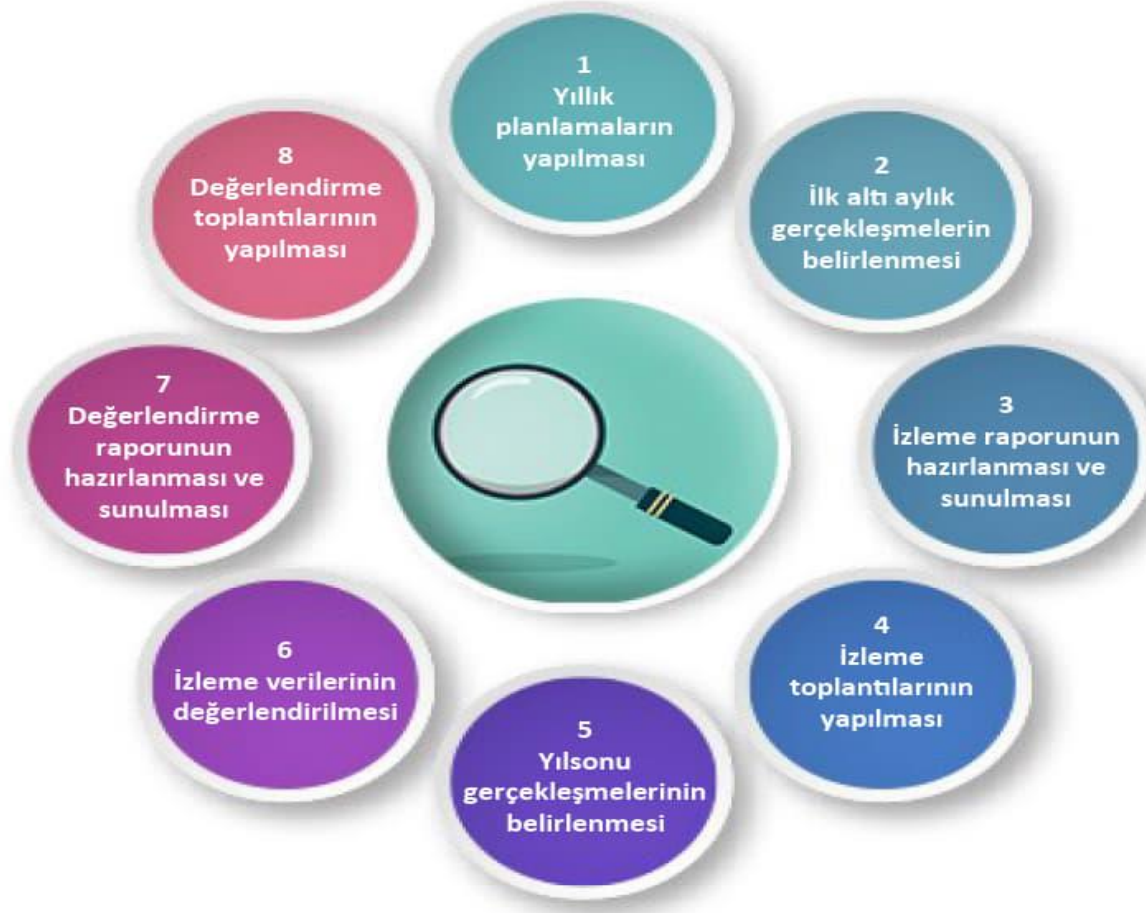 1
Yıllık
planlamaların
yapılması
2
İlk altı aylık
gerçekleşmelerin
belirlenmesi
3
İzleme raporunun
hazırlanması ve
sunulması
4
İzleme
toplantılarının
yapılması
5
Yılsonu
gerçekleşmelerinin
belirlenmesi
6
İzleme verilerinin
değerlendirilmesi
7
Değerlendirme
raporunun
hazırlanması ve
sunulması
8
Değerlendirme
toplantılarının
yapılması